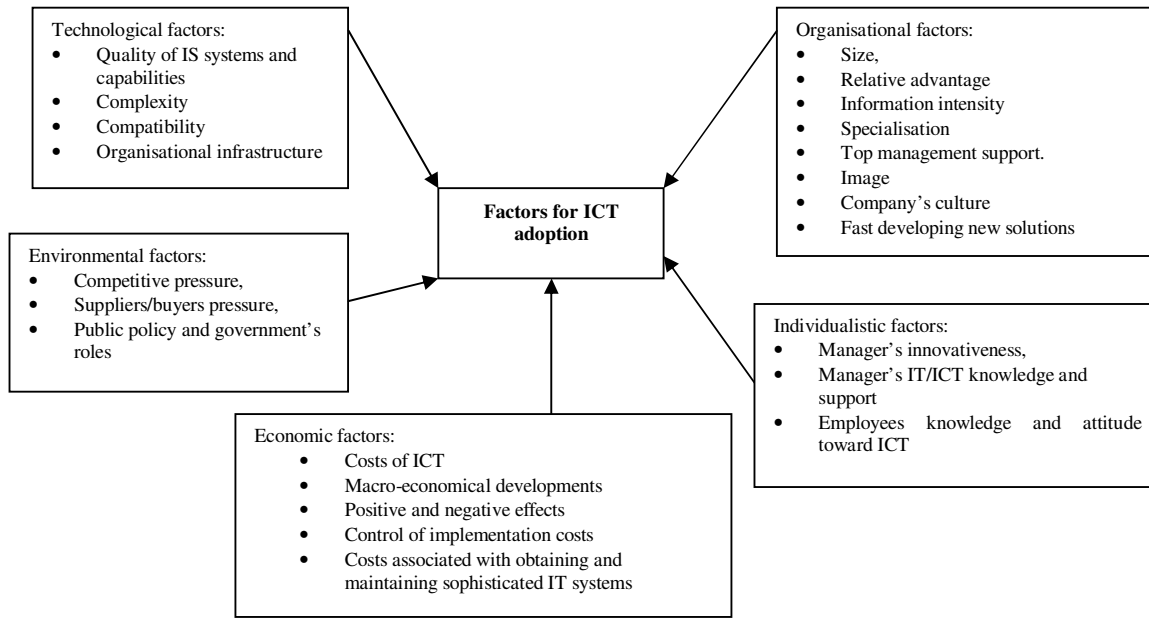 Technological factors:
• Quality of IS systems and
capabilities
• Complexity
• Compatibility
• Organisational infrastructure
Organisational factors:
• Size,
• Relative advantage
• Information intensity
• Specialisation
• Top management support.
• Image
• Company's culture
• Fast developing new solutions
Factors for ICT
adoption
Environmental factors:
• Competitive pressure,
• Suppliers/buyers pressure,
• Public policy and government's
roles
Individualistic factors:
• Manager's innovativeness,
• Manager's IT/ICT knowledge and
support
• Employees knowledge and attitude
toward ICT
Economic factors:
• Costs of ICT
• Macro-economical developments
• Positive and negative effects
• Control of implementation costs
• Costs associated with obtaining and
maintaining sophisticated IT systems